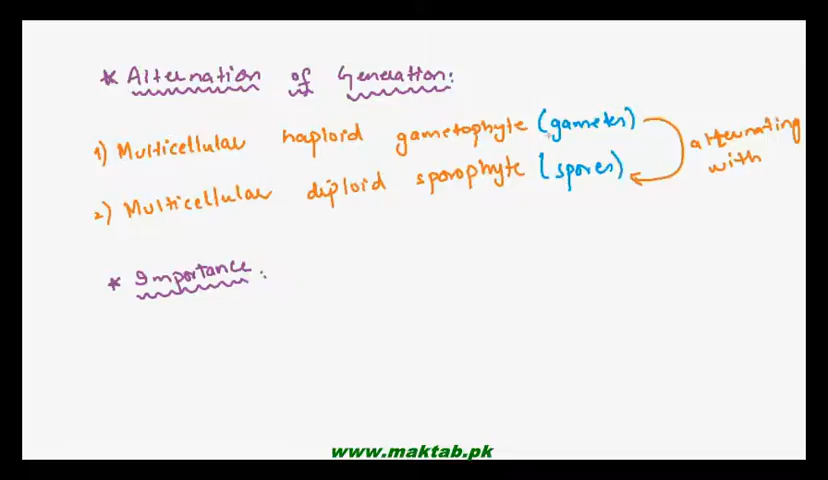 * Alternation of Generation:
1) Multicellular haploid gametophyte (gametes)
alternating with
2) Multicellular diploid sporophyte (spores)
* Importance:
www.maktab.pk